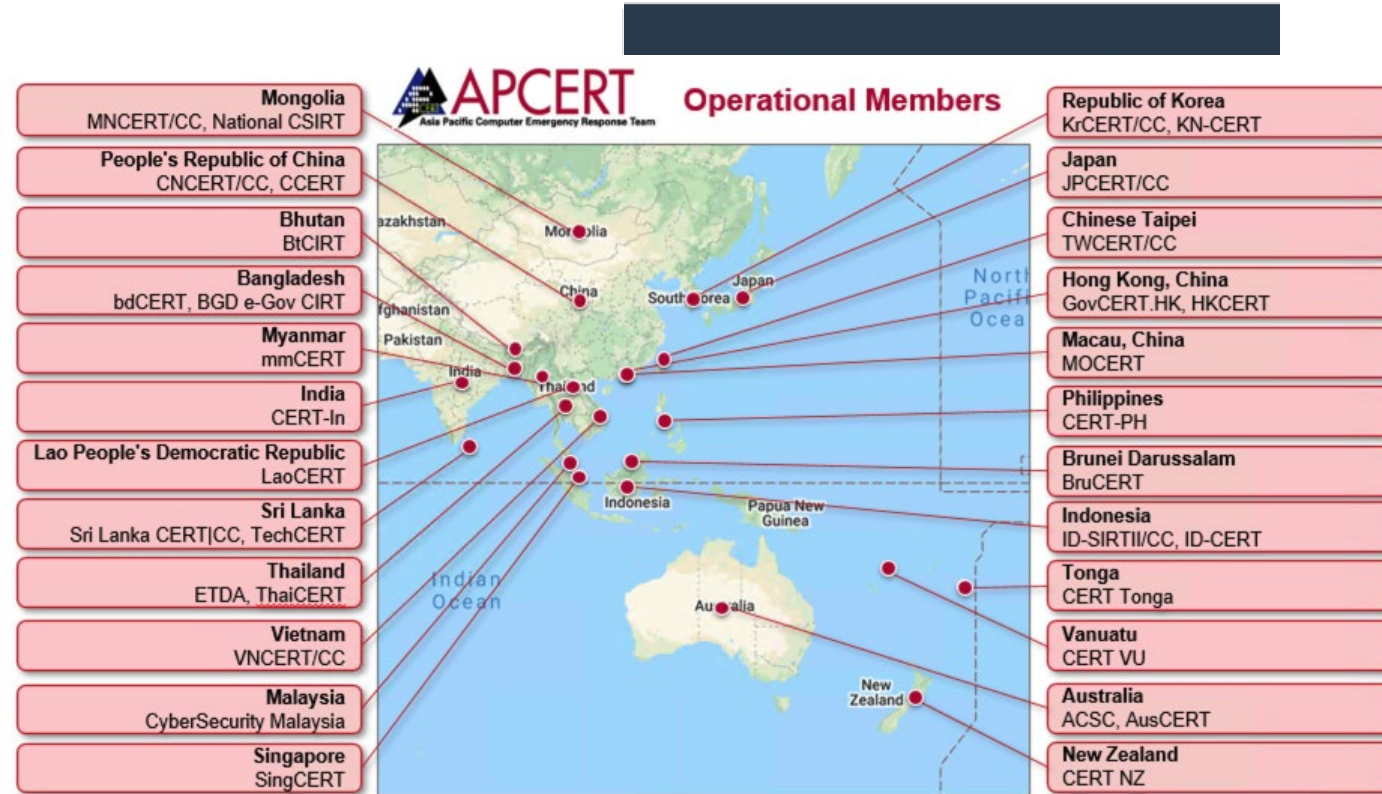 APCERT
Asia Pacific Computer Emergency Response Team
Operational Members
Mongolia
MNCERT/CC, National CSIRT
People's Republic of China
CNCERT/CC, CCERT
Bhutan
BtCIRT
Bangladesh
bdCERT, BGD e-Gov CIRT
Myanmar
mmCERT
India
CERT-In
Lao People's Democratic Republic
LaoCERT
Sri Lanka
Sri Lanka CERT|CC, TechCERT
Thailand
ETDA, ThaiCERT
Vietnam
VNCERT/CC
Malaysia
CyberSecurity Malaysia
Singapore
SingCERT
azakhstan
Mongolia
China
South Korea
Japan
fghanistan
Pakistan
India
Thailand
North
Pacifi
Ocea
Indonesia
Papua New
Guinea
Indian
Ocean
Australia
New
Zealand
Republic of Korea
KrCERT/CC, KN-CERT
Japan
JPCERT/CC
Chinese Taipei
TWCERT/CC
Hong Kong, China
GovCERT.HK, HKCERT
Macau, China
MOCERT
Philippines
CERT-PH
Brunei Darussalam
BruCERT
Indonesia
ID-SIRTII/CC, ID-CERT
Tonga
CERT Tonga
Vanuatu
CERT VU
Australia
ACSC, AusCERT
New Zealand
CERT NZ